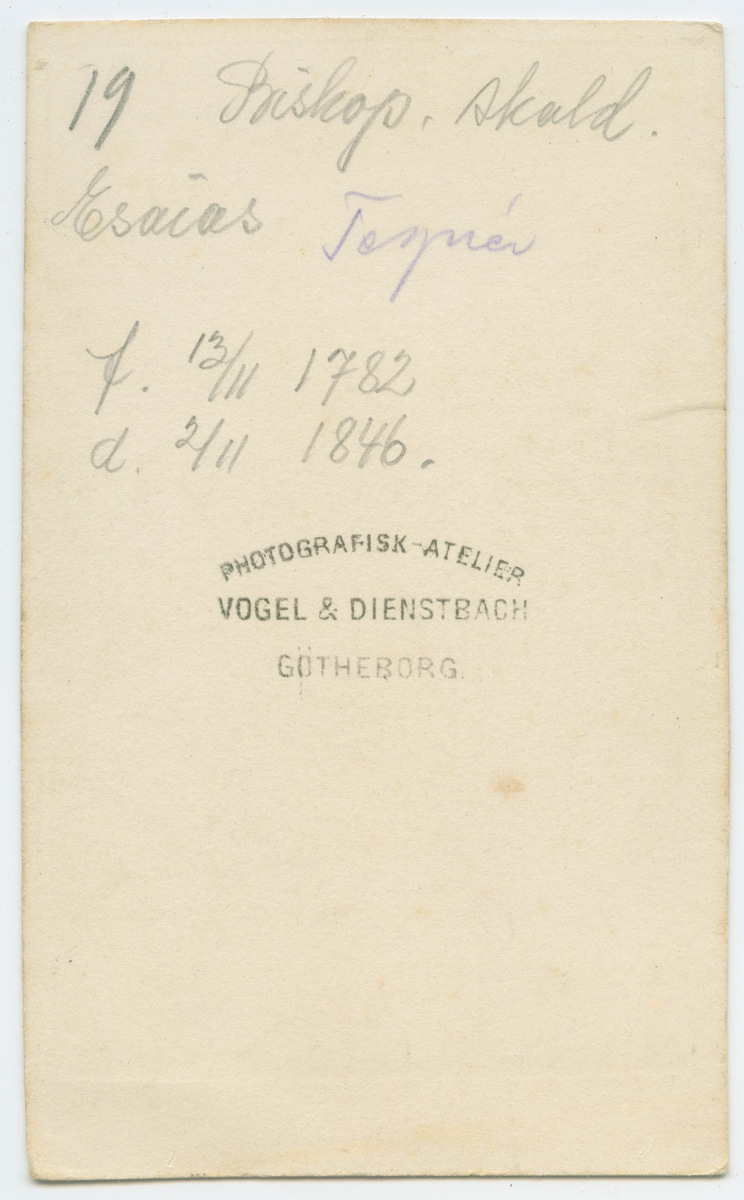 19 Biskop. skald.
Esaias Tegnér
f. 13/11 1782
d. 2/11 1846.
PHOTOGRAFISK-ATELIER
VOGEL & DIENSTBACH
GÖTHEBORG.